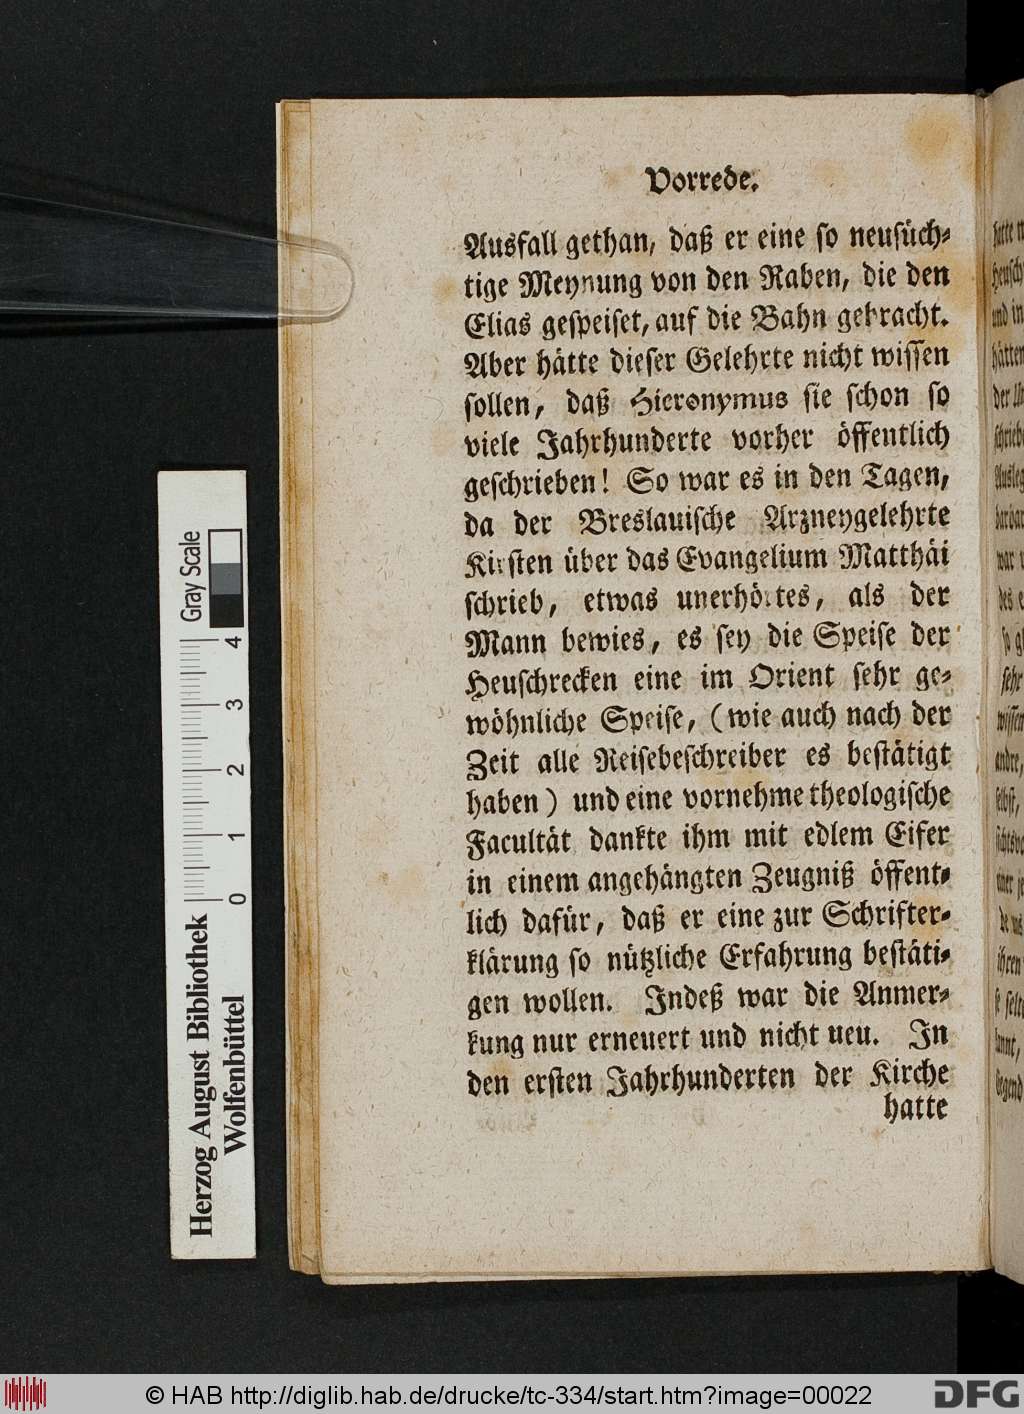 Vorrede.
Ausfall gethan, daß er eine so neusüch⸗
tige Meynung von den Raben, die den
Elias gespeiset, auf die Bahn gebracht.
Aber hätte dieser Gelehrte nicht wissen
sollen, daß Hieronymus sie schon so
viele Jahrhunderte vorher öffentlich
geschrieben! So war es in den Tagen,
da der Breslauische Arzneygelehrte
Kirsten über das Evangelium Matthäi
schrieb, etwas unerhörtes, als der
Mann bewies, es sey die Speise der
Heuschrecken eine im Orient sehr ge⸗
wöhnliche Speise, (wie auch nach der
Zeit alle Reisebeschreiber es bestätigt
haben) und eine vornehme theologische
Facultät dankte ihm mit edlem Eifer
in einem angehängten Zeugniß öffent⸗
lich dafür, daß er eine zur Schrifter⸗
klärung so nützliche Erfahrung bestäti⸗
gen wollen. Indeß war die Anmer⸗
kung nur erneuert und nicht neu. In
den ersten Jahrhunderten der Kirche
hatte
Gray Scale
0 1 2 3 4
Herzog August Bibliothek
Wolfenbüttel
© HAB http://diglib.hab.de/drucke/tc-334/start.htm?image=00022
DFG